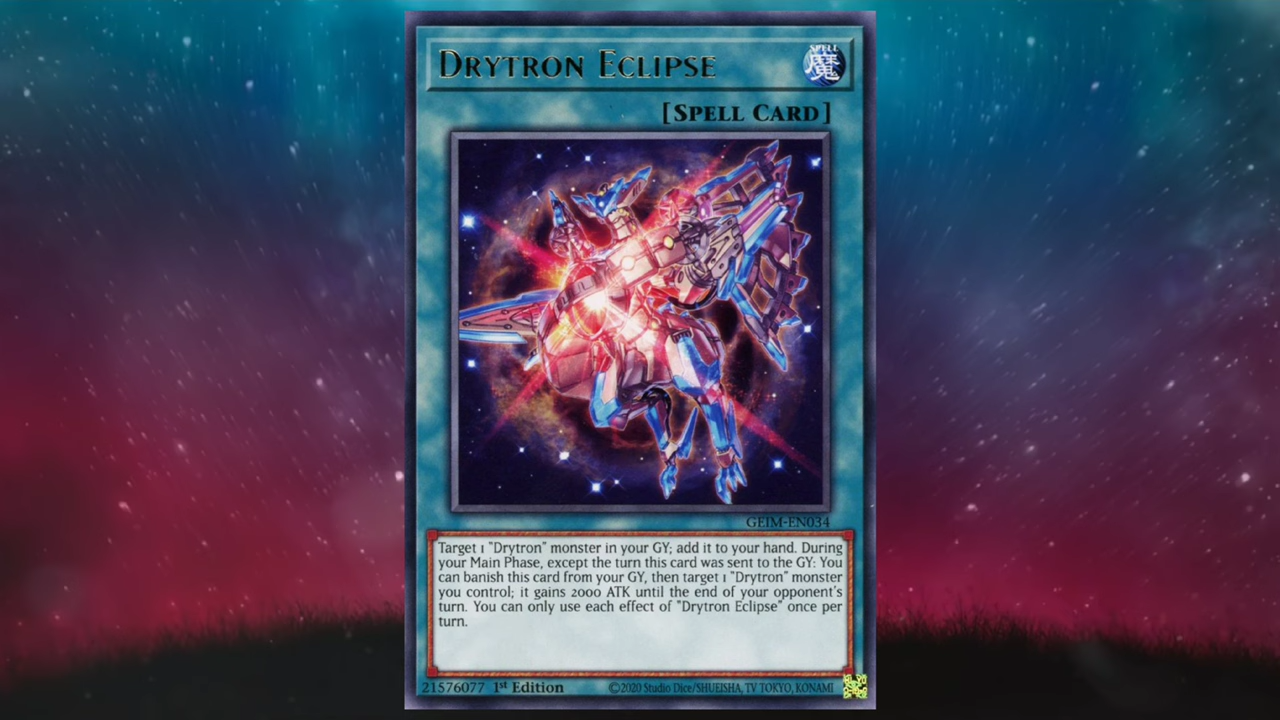 DRYTRON ECLIPSE
SPELL
魔
[SPELL CARD]
GEIM-EN034
Target 1 "Drytron" monster in your GY; add it to your hand. During
your Main Phase, except the turn this card was sent to the GY: You
can banish this card from your GY, then target 1 "Drytron" monster
you control; it gains 2000 ATK until the end of your opponent's
turn. You can only use each effect of "Drytron Eclipse" once per
turn.
21576077 1st Edition ©2020 Studio Dice/SHUEISHA, TV TOKYO, KONAMI